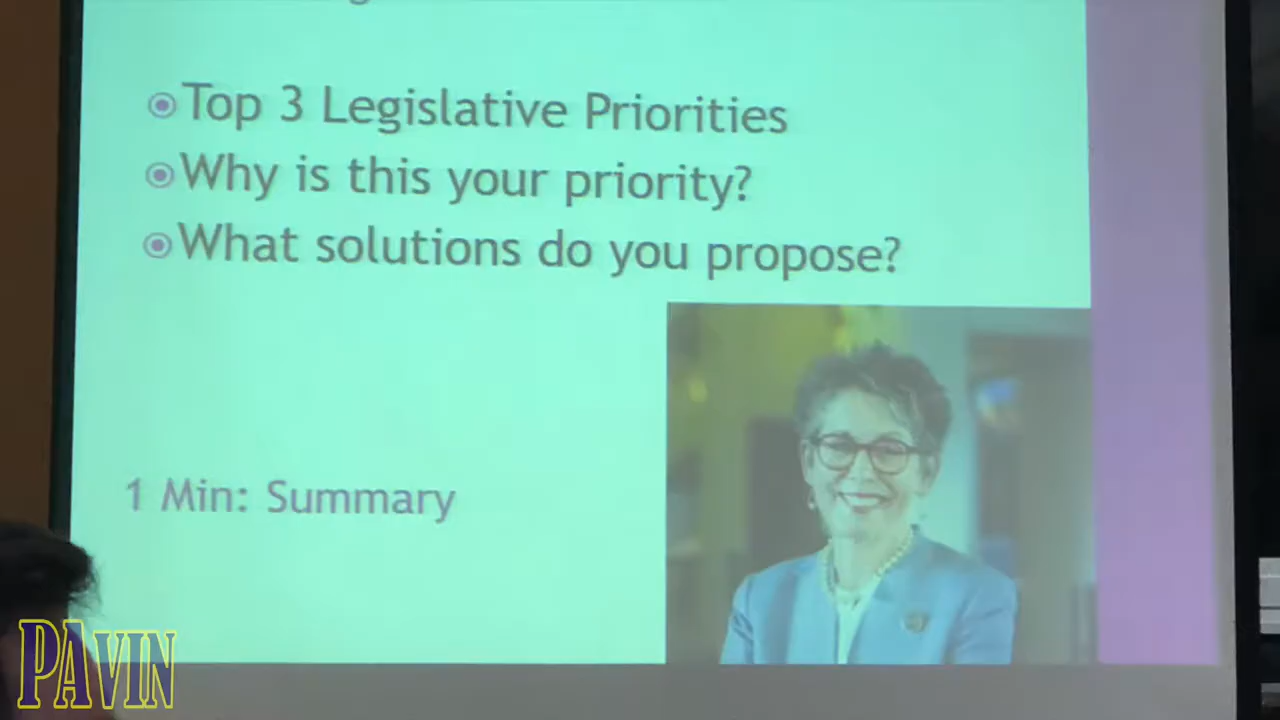 Top 3 Legislative Priorities
Why is this your priority?
What solutions do you propose?
1 Min: Summary
PAVIN